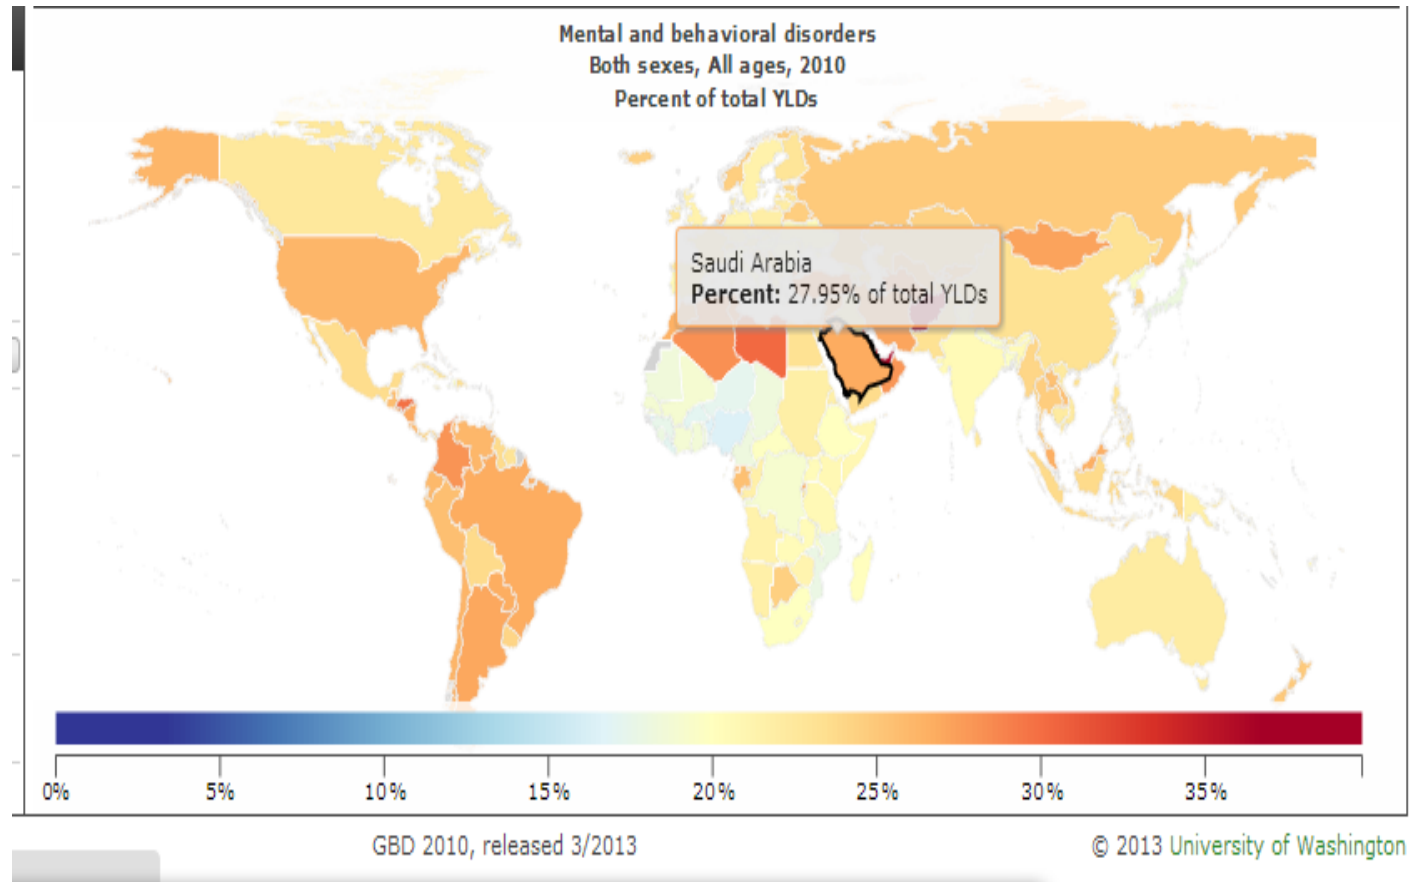 Mental and behavioral disorders
Both sexes, All ages, 2010
Percent of total YLDs
Saudi Arabia
Percent: 27.95% of total YLDs
0% 5% 10% 15% 20% 25% 30% 35%
GBD 2010, released 3/2013 © 2013 University of Washington